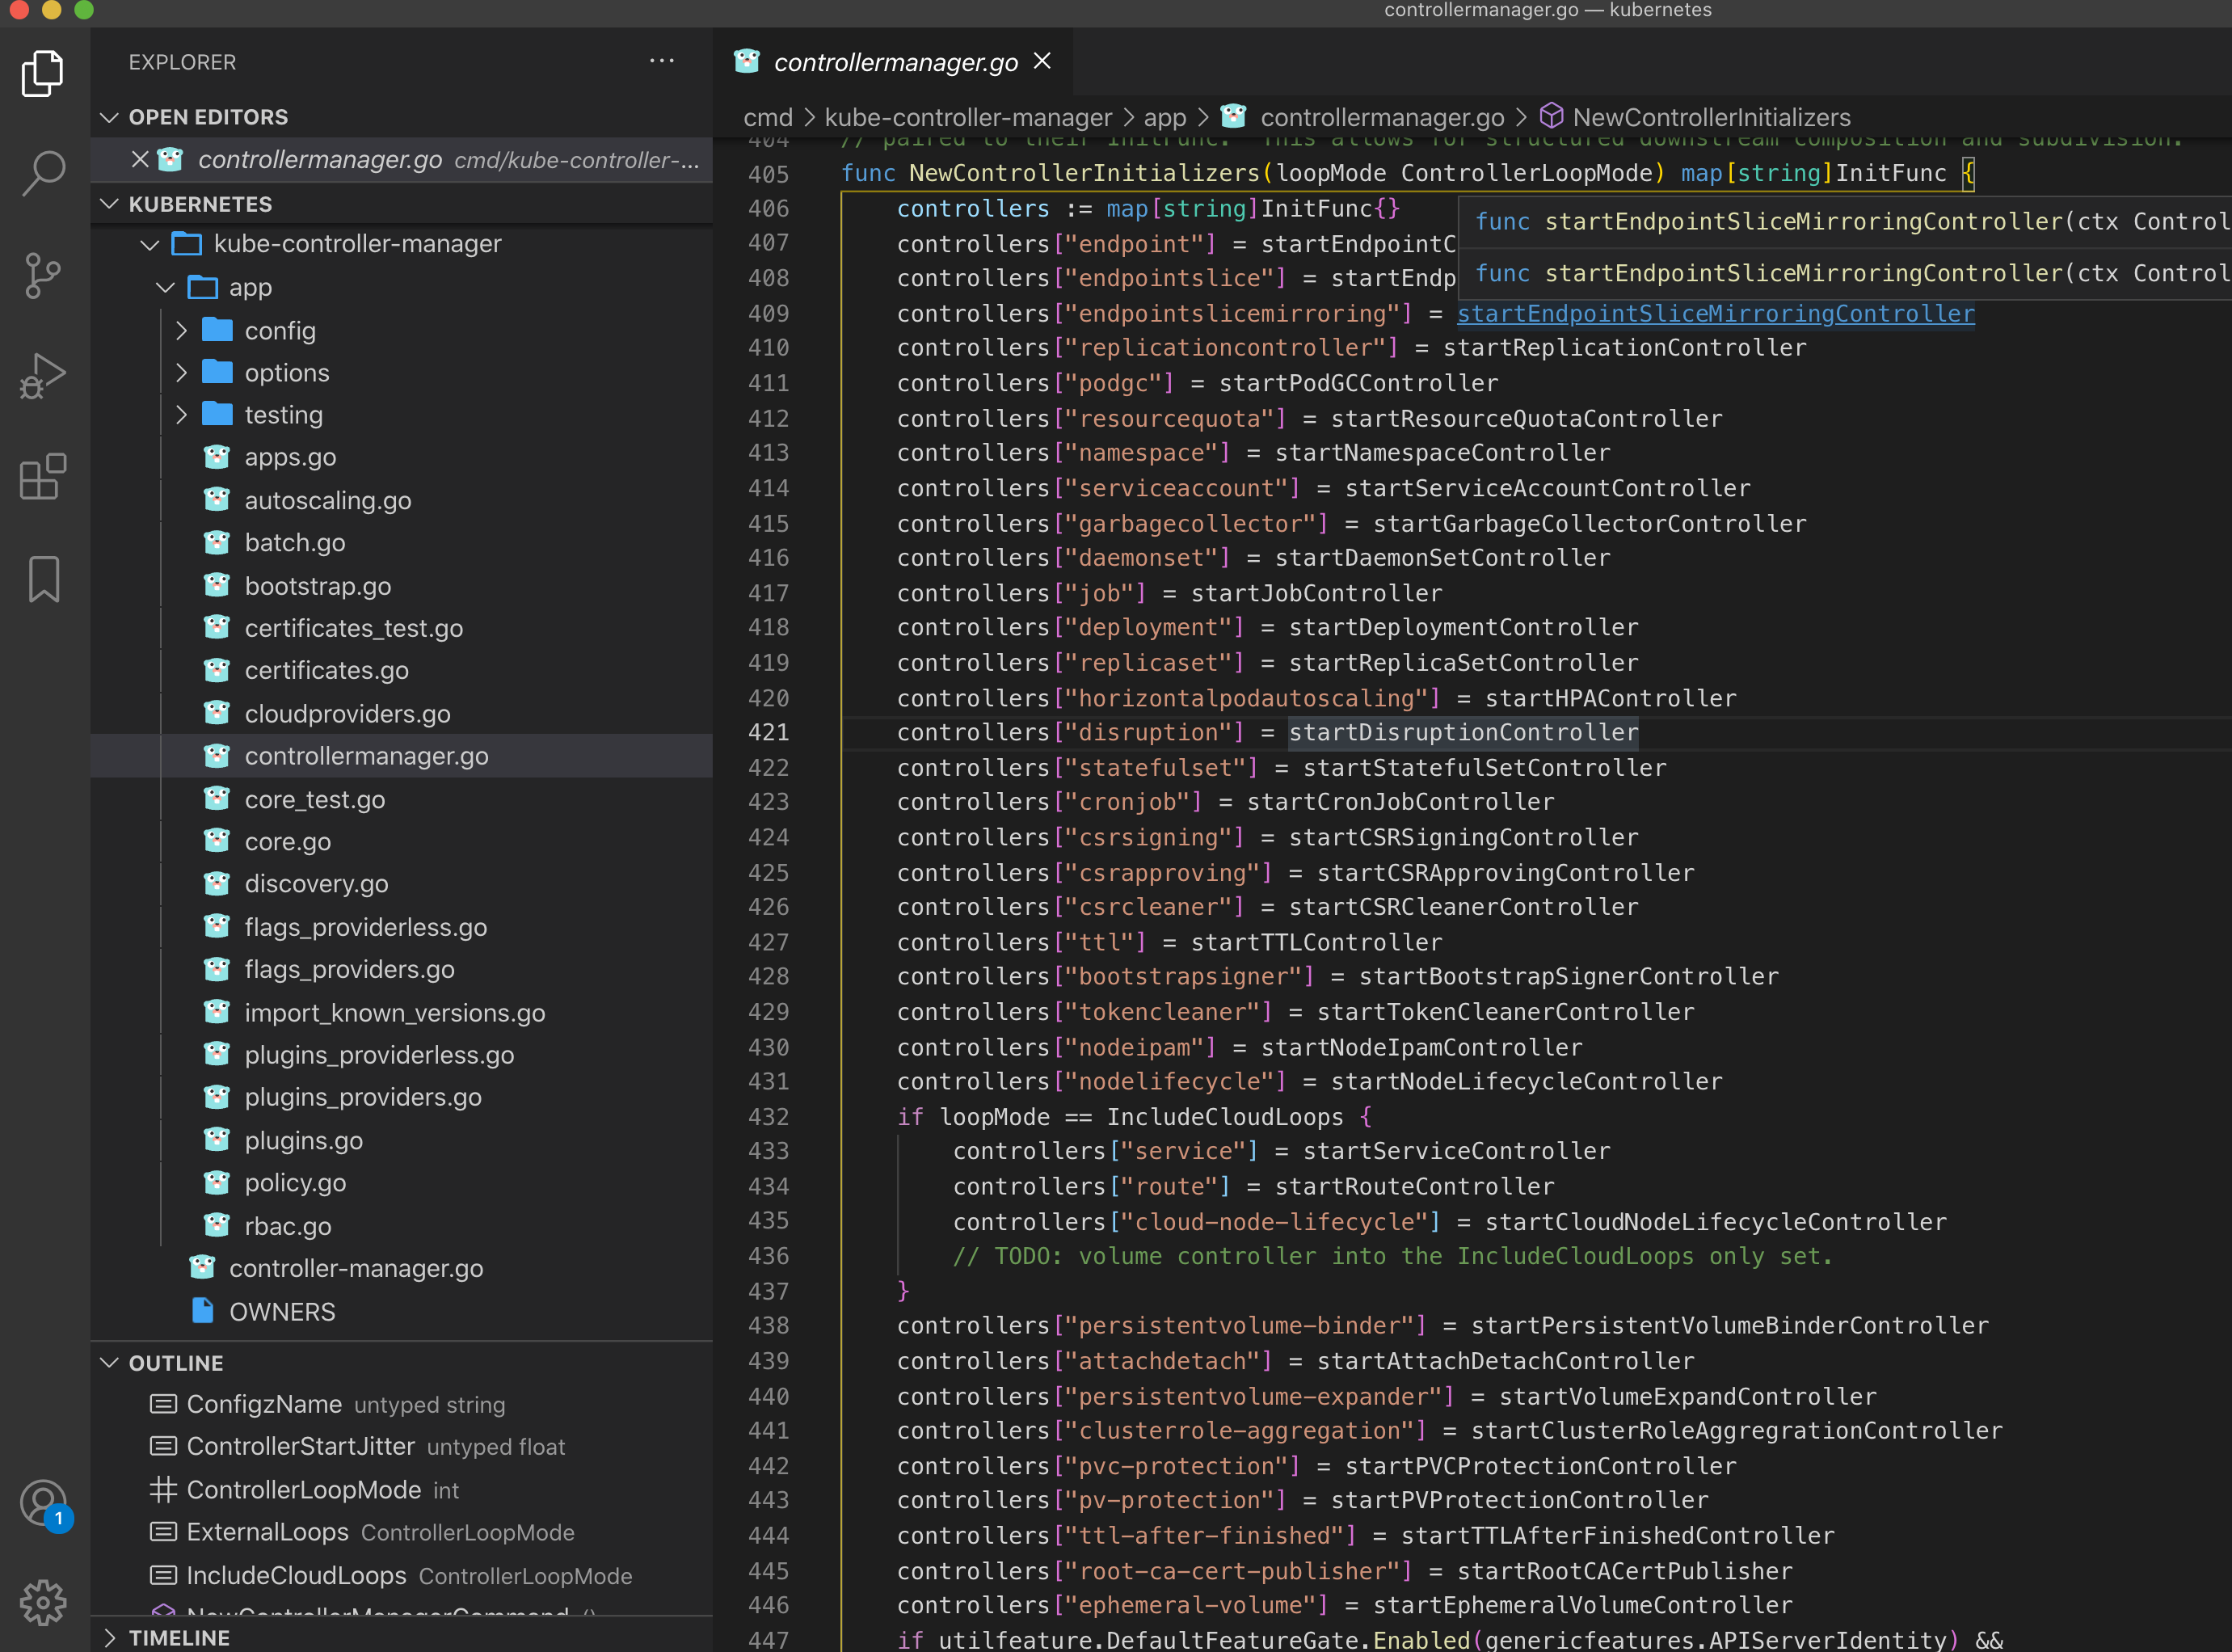 controllermanager.go — kubernetes
EXPLORER
···
OPEN EDITORS
controllermanager.go cmd/kube-controller-...
KUBERNETES
kube-controller-manager
app
config
options
testing
apps.go
autoscaling.go
batch.go
bootstrap.go
certificates_test.go
certificates.go
cloudproviders.go
controllermanager.go
core_test.go
core.go
discovery.go
flags_providerless.go
flags_providers.go
import_known_versions.go
plugins_providerless.go
plugins_providers.go
plugins.go
policy.go
rbac.go
controller-manager.go
OWNERS
OUTLINE
ConfigzName untyped string
ControllerStartJitter untyped float
ControllerLoopMode int
ExternalLoops ControllerLoopMode
IncludeCloudLoops ControllerLoopMode
NewControllerManagerCommand ()
TIMELINE
1
controllermanager.go
cmd > kube-controller-manager > app > controllermanager.go > NewControllerInitializers
404 // paired to their InitFunc. This allows for structured downstream composition and subdivision.
405 func NewControllerInitializers(loopMode ControllerLoopMode) map[string]InitFunc {
406 controllers := map[string]InitFunc{}
func startEndpointSliceMirroringController(ctx Control
407 controllers["endpoint"] = startEndpointC
func startEndpointSliceMirroringController(ctx Control
408 controllers["endpointslice"] = startEndp
409 controllers["endpointslicemirroring"] = startEndpointSliceMirroringController
410 controllers["replicationcontroller"] = startReplicationController
411 controllers["podgc"] = startPodGCController
412 controllers["resourcequota"] = startResourceQuotaController
413 controllers["namespace"] = startNamespaceController
414 controllers["serviceaccount"] = startServiceAccountController
415 controllers["garbagecollector"] = startGarbageCollectorController
416 controllers["daemonset"] = startDaemonSetController
417 controllers["job"] = startJobController
418 controllers["deployment"] = startDeploymentController
419 controllers["replicaset"] = startReplicaSetController
420 controllers["horizontalpodautoscaling"] = startHPAController
421 controllers["disruption"] = startDisruptionController
422 controllers["statefulset"] = startStatefulSetController
423 controllers["cronjob"] = startCronJobController
424 controllers["csrsigning"] = startCSRSigningController
425 controllers["csrapproving"] = startCSRApprovingController
426 controllers["csrcleaner"] = startCSRCleanerController
427 controllers["ttl"] = startTTLController
428 controllers["bootstrapsigner"] = startBootstrapSignerController
429 controllers["tokencleaner"] = startTokenCleanerController
430 controllers["nodeipam"] = startNodeIpamController
431 controllers["nodelifecycle"] = startNodeLifecycleController
432 if loopMode == IncludeCloudLoops {
433 controllers["service"] = startServiceController
434 controllers["route"] = startRouteController
435 controllers["cloud-node-lifecycle"] = startCloudNodeLifecycleController
436 // TODO: volume controller into the IncludeCloudLoops only set.
437 }
438 controllers["persistentvolume-binder"] = startPersistentVolumeBinderController
439 controllers["attachdetach"] = startAttachDetachController
440 controllers["persistentvolume-expander"] = startVolumeExpandController
441 controllers["clusterrole-aggregation"] = startClusterRoleAggregrationController
442 controllers["pvc-protection"] = startPVCProtectionController
443 controllers["pv-protection"] = startPVProtectionController
444 controllers["ttl-after-finished"] = startTTLAfterFinishedController
445 controllers["root-ca-cert-publisher"] = startRootCACertPublisher
446 controllers["ephemeral-volume"] = startEphemeralVolumeController
447 if utilfeature.DefaultFeatureGate.Enabled(genericfeatures.APIServerIdentity) &&